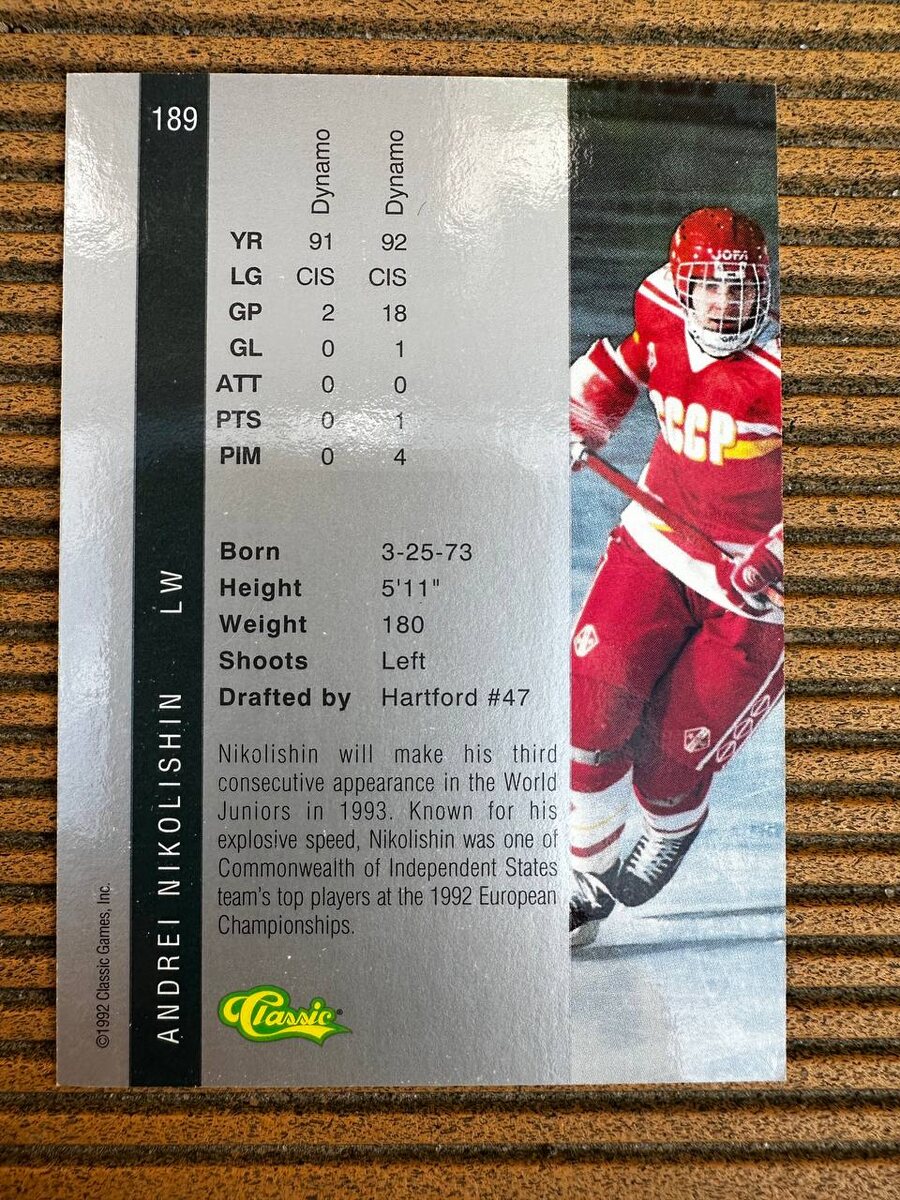 189
Dynamo Dynamo
YR 91 92
LG CIS CIS
GP 2 18
GL 0 1
ATT 0 0
PTS 0 1
PIM 0 4
Born 3-25-73
Height 5'11"
Weight 180
Shoots Left
Drafted by Hartford #47
Nikolishin will make his third
consecutive appearance in the World
Juniors in 1993. Known for his
explosive speed, Nikolishin was one of
Commonwealth of Independent States
team's top players at the 1992 European
Championships.
Classic®
ANDREI NIKOLISHIN LW
©1992 Classic Games, Inc.
JOFA
CCCP